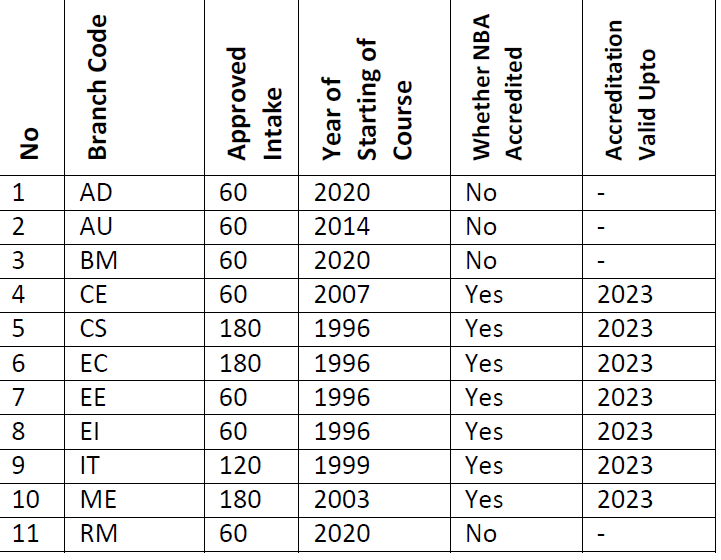 No Branch Code Approved Intake Year of Starting of Course Whether NBA Accredited Accreditation Valid Upto
1 AD 60 2020 No -
2 AU 60 2014 No -
3 BM 60 2020 No -
4 CE 60 2007 Yes 2023
5 CS 180 1996 Yes 2023
6 EC 180 1996 Yes 2023
7 EE 60 1996 Yes 2023
8 EI 60 1996 Yes 2023
9 IT 120 1999 Yes 2023
10 ME 180 2003 Yes 2023
11 RM 60 2020 No -